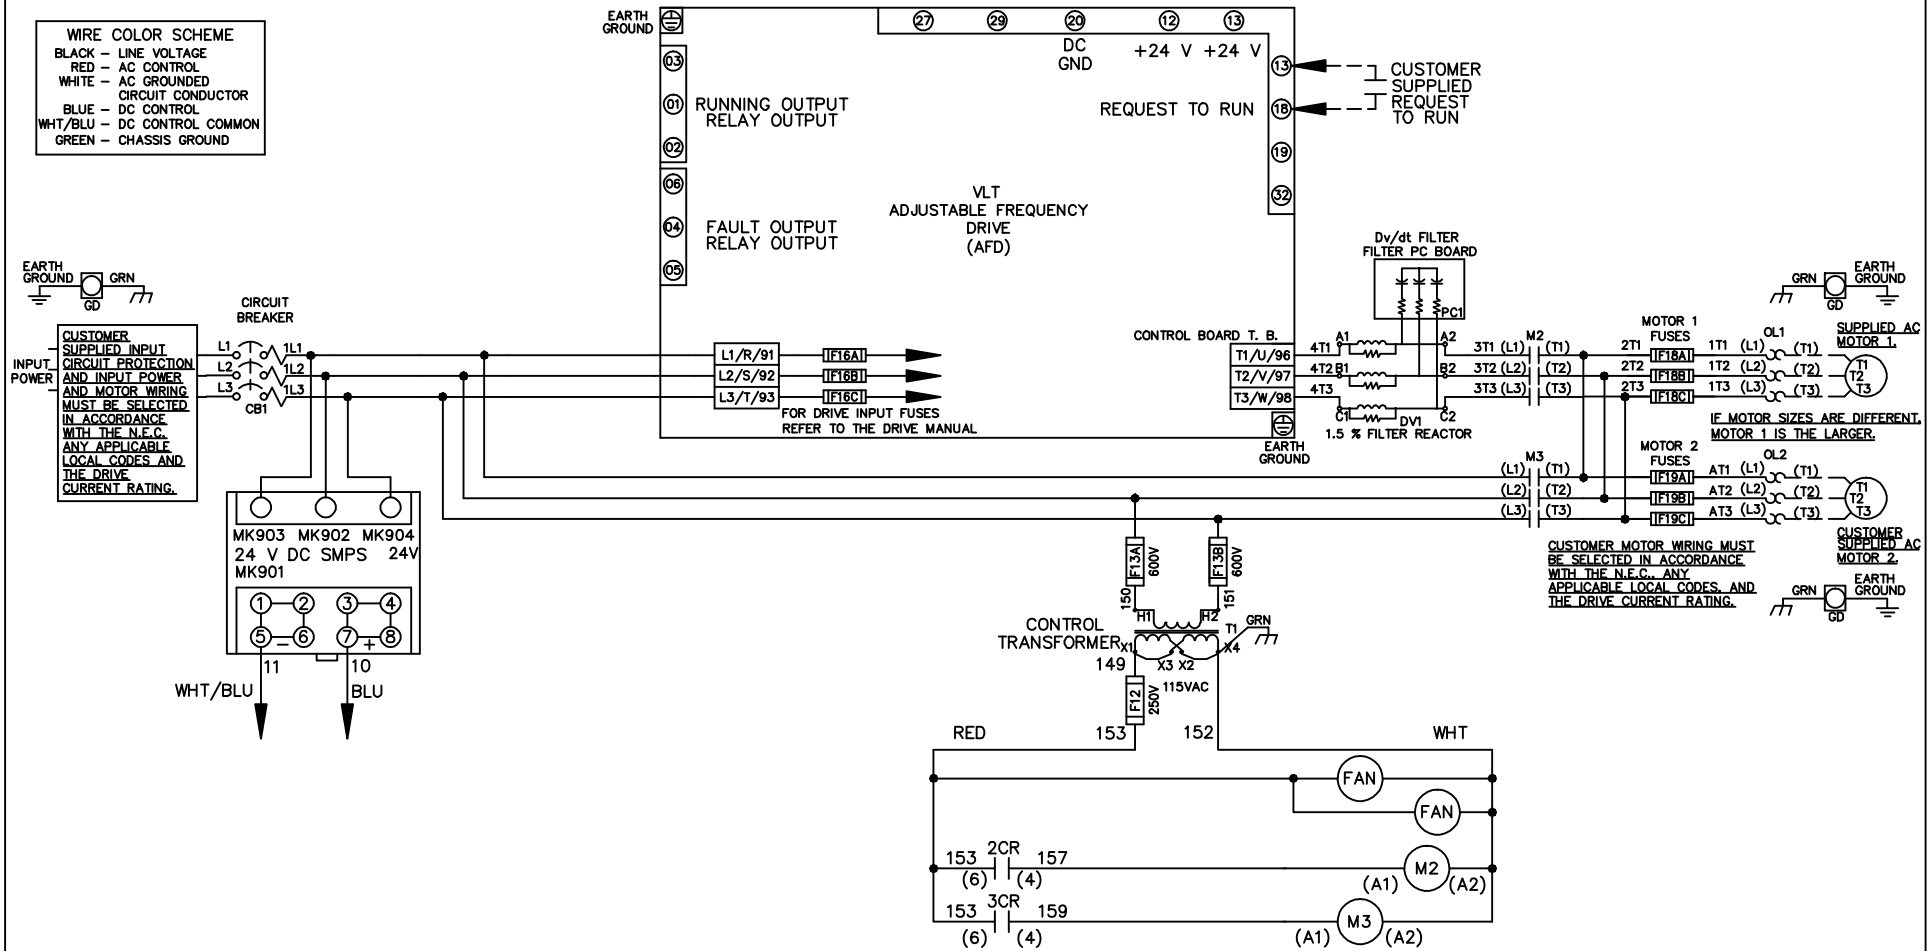 WIRE COLOR SCHEME
BLACK – LINE VOLTAGE
RED – AC CONTROL
WHITE – AC GROUNDED
CIRCUIT CONDUCTOR
BLUE – DC CONTROL
WHT/BLU – DC CONTROL COMMON
GREEN – CHASSIS GROUND
EARTH
GROUND
27
29
20
12
13
DC
GND
+24 V
+24 V
03
01
02
RUNNING OUTPUT
RELAY OUTPUT
06
04
05
FAULT OUTPUT
RELAY OUTPUT
VLT
ADJUSTABLE FREQUENCY
DRIVE
(AFD)
REQUEST TO RUN
13
18
19
32
CUSTOMER
SUPPLIED
REQUEST
TO RUN
EARTH
GROUND
GRN
GD
INPUT
POWER
CUSTOMER
SUPPLIED INPUT
CIRCUIT PROTECTION
AND INPUT POWER
AND MOTOR WIRING
MUST BE SELECTED
IN ACCORDANCE
WITH THE N.E.C.
ANY APPLICABLE
LOCAL CODES AND
THE DRIVE
CURRENT RATING.
CIRCUIT
BREAKER
L1
1L1
L2
1L2
L3
1L3
CB1
L1/R/91
F16A
L2/S/92
F16B
L3/T/93
F16C
FOR DRIVE INPUT FUSES
REFER TO THE DRIVE MANUAL
CONTROL BOARD T. B.
T1/U/96
T2/V/97
T3/W/98
EARTH
GROUND
Dv/dt FILTER
FILTER PC BOARD
PC1
4T1
A1
A2
4T2
B1
B2
4T3
C1
C2
DV1
1.5 % FILTER REACTOR
M2
3T1 (L1) (T1)
3T2 (L2) (T2)
3T3 (L3) (T3)
MOTOR 1
FUSES
2T1
F18A
1T1 (L1)
2T2
F18B
1T2 (L2)
2T3
F18C
1T3 (L3)
OL1
(T1)
(T2)
(T3)
T1
T2
T3
GRN
GD
EARTH
GROUND
SUPPLIED AC
MOTOR 1.
IF MOTOR SIZES ARE DIFFERENT,
MOTOR 1 IS THE LARGER.
M3
(L1) (T1)
(L2) (T2)
(L3) (T3)
MOTOR 2
FUSES
F19A
AT1 (L1)
F19B
AT2 (L2)
F19C
AT3 (L3)
OL2
(T1)
(T2)
(T3)
T1
T2
T3
CUSTOMER
SUPPLIED AC
MOTOR 2.
CUSTOMER MOTOR WIRING MUST
BE SELECTED IN ACCORDANCE
WITH THE N.E.C., ANY
APPLICABLE LOCAL CODES, AND
THE DRIVE CURRENT RATING.
GRN
GD
EARTH
GROUND
MK903 MK902 MK904
24 V DC SMPS 24V
MK901
1 2 3 4
5 – 6 7 + 8
11
10
WHT/BLU
BLU
F13A
600V
F13B
600V
150
151
H1
H2
CONTROL
TRANSFORMER
T1
GRN
X1
X3 X2
X4
149
115VAC
F12
250V
153
152
RED
WHT
FAN
FAN
153
2CR
157
(6) (4)
M2
(A1) (A2)
153
3CR
159
(6) (4)
M3
(A1) (A2)